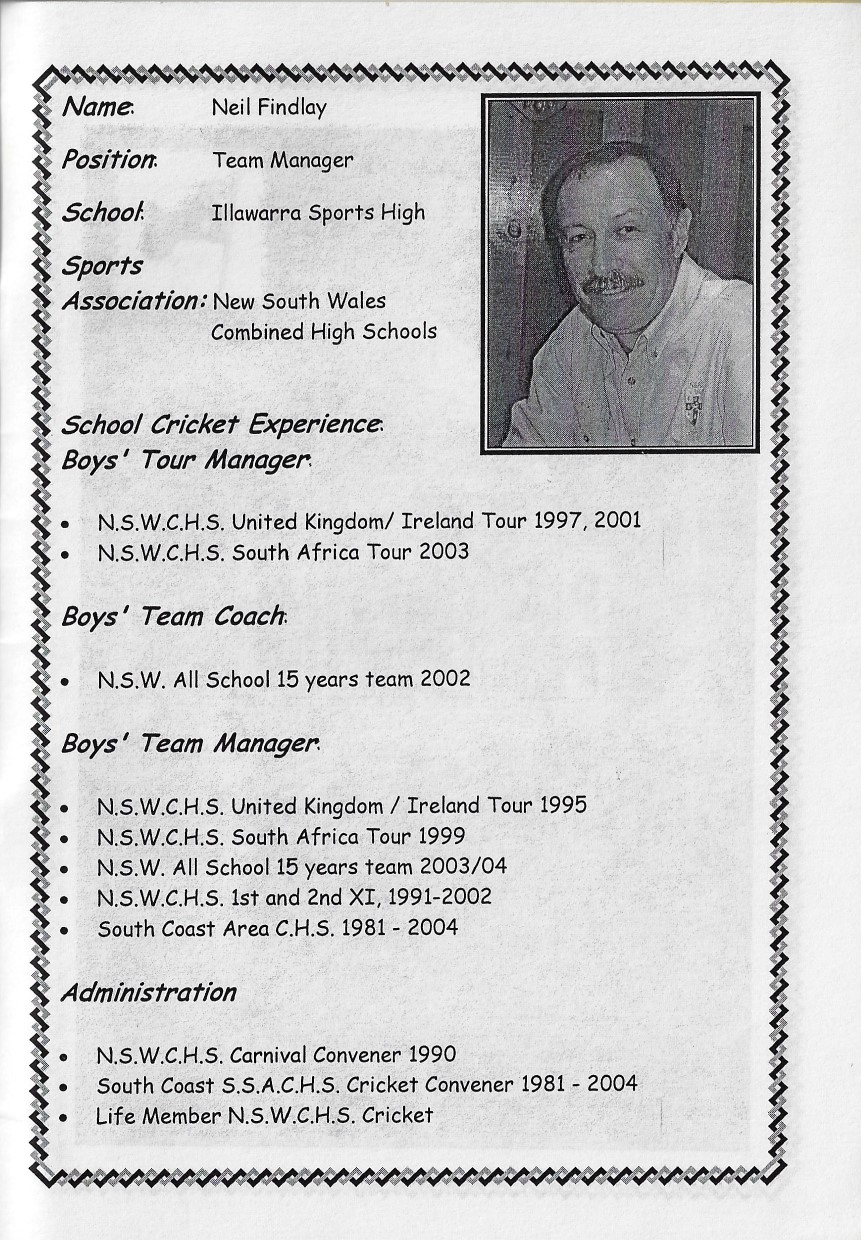 Name: Neil Findlay
Position: Team Manager
School: Illawarra Sports High
Sports
Association: New South Wales
Combined High Schools
School Cricket Experience:
Boys' Tour Manager:
• N.S.W.C.H.S. United Kingdom/ Ireland Tour 1997, 2001
• N.S.W.C.H.S. South Africa Tour 2003
Boys' Team Coach:
• N.S.W. All School 15 years team 2002
Boys' Team Manager:
• N.S.W.C.H.S. United Kingdom / Ireland Tour 1995
• N.S.W.C.H.S. South Africa Tour 1999
• N.S.W. All School 15 years team 2003/04
• N.S.W.C.H.S. 1st and 2nd XI, 1991-2002
• South Coast Area C.H.S. 1981 - 2004
Administration
• N.S.W.C.H.S. Carnival Convener 1990
• South Coast S.S.A.C.H.S. Cricket Convener 1981 - 2004
• Life Member N.S.W.C.H.S. Cricket